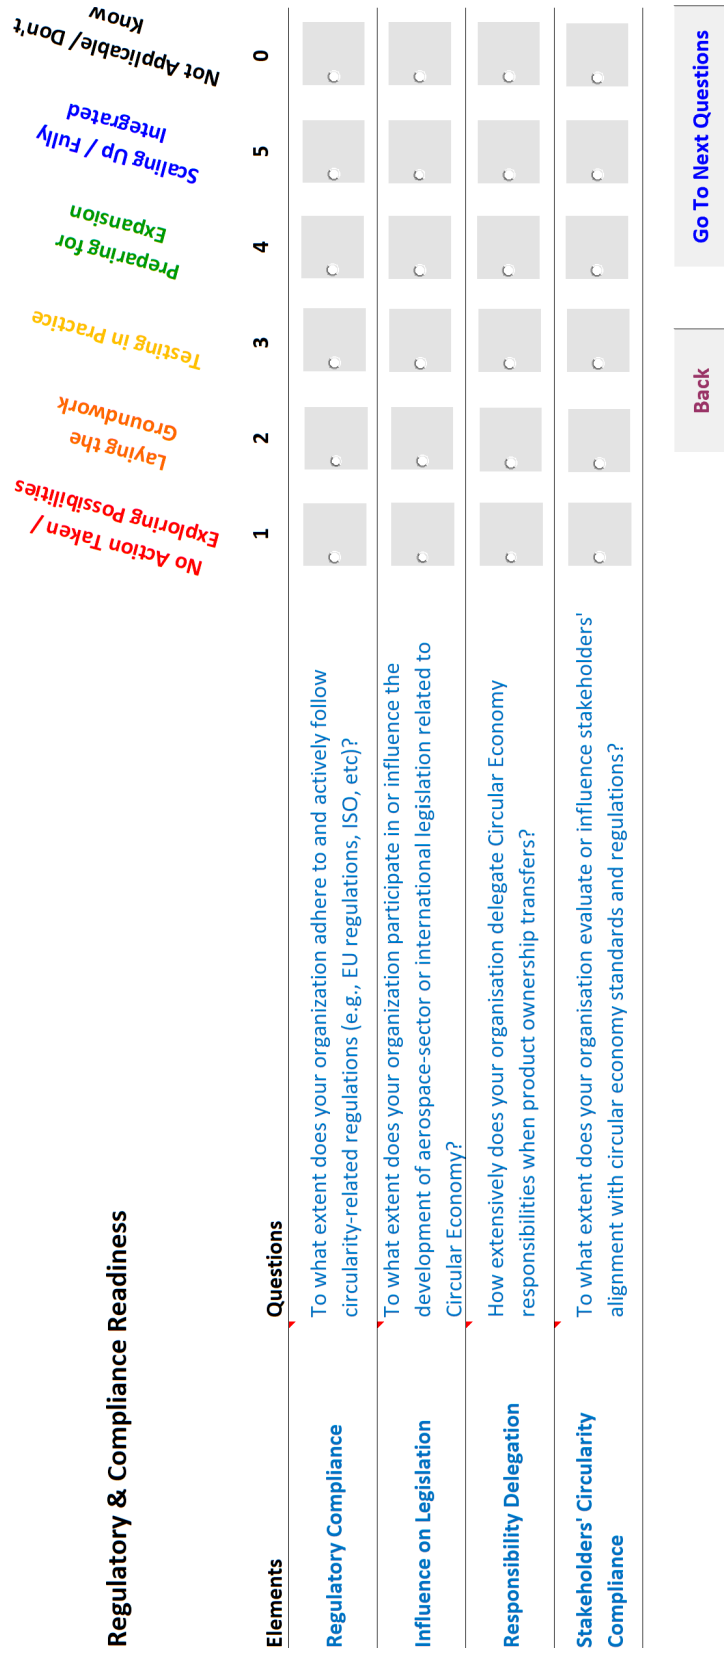 Regulatory & Compliance Readiness
No Action Taken /
Exploring Possibilities
Laying the
Groundwork
Testing in Practice
Preparing for
Expansion
Scaling Up / Fully
Integrated
Not Applicable/ Don't
Know
Elements Questions 1 2 3 4 5 0
Regulatory Compliance
To what extent does your organization adhere to and actively follow
circularity-related regulations (e.g., EU regulations, ISO, etc)?
Influence on Legislation
To what extent does your organization participate in or influence the
development of aerospace-sector or international legislation related to
Circular Economy?
Responsibility Delegation
How extensively does your organisation delegate Circular Economy
responsibilities when product ownership transfers?
Stakeholders' Circularity
Compliance
To what extent does your organisation evaluate or influence stakeholders'
alignment with circular economy standards and regulations?
Back
Go To Next Questions